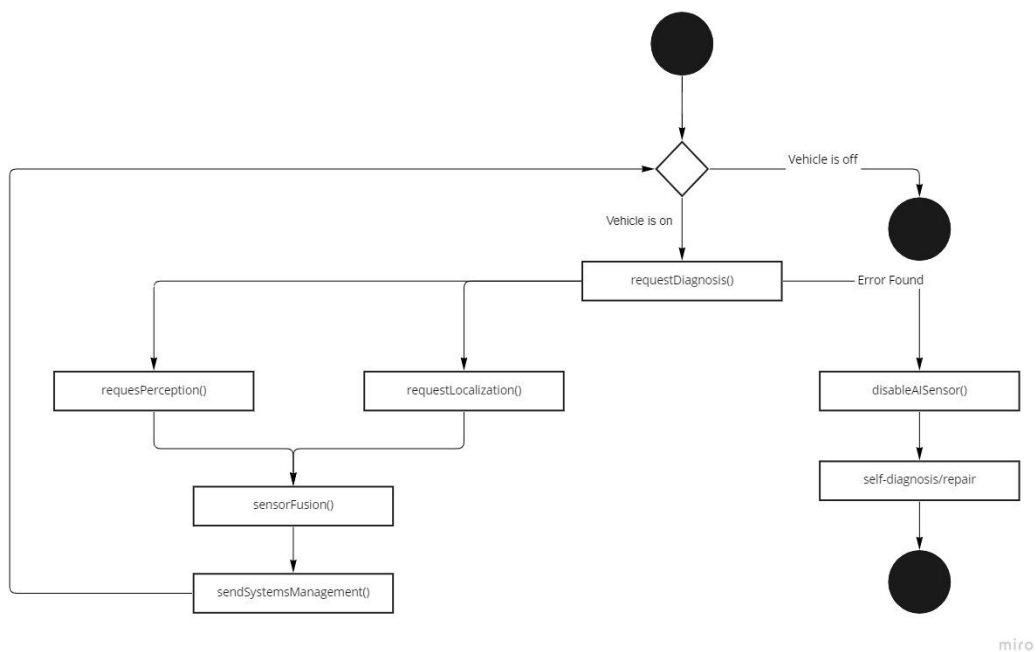 Vehicle is off
Vehicle is on
requestDiagnosis()
Error Found
requesPerception()
requestLocalization()
disableAISensor()
self-diagnosis/repair
sensorFusion()
sendSystemsManagement()
miro